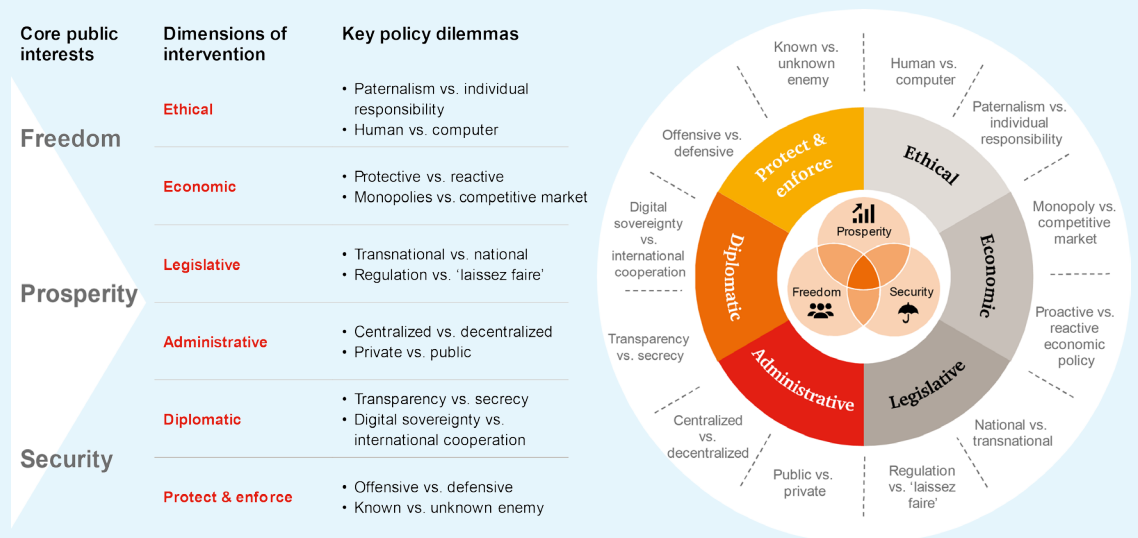 Core public
interests
Dimensions of
intervention
Key policy dilemmas
Freedom
Prosperity
Security
Ethical
• Paternalism vs. individual
responsibility
• Human vs. computer
Economic
• Protective vs. reactive
• Monopolies vs. competitive market
Legislative
• Transnational vs. national
• Regulation vs. ‘laissez faire’
Administrative
• Centralized vs. decentralized
• Private vs. public
Diplomatic
• Transparency vs. secrecy
• Digital sovereignty vs.
international cooperation
Protect & enforce
• Offensive vs. defensive
• Known vs. unknown enemy
Known vs.
unknown
enemy
Human vs.
computer
Paternalism vs.
individual
responsibility
Monopoly vs.
competitive
market
Proactive vs.
reactive
economic
policy
National vs.
transnational
Regulation
vs. ‘laissez
faire’
Public vs.
private
Centralized
vs.
decentralized
Transparency
vs. secrecy
Digital
sovereignty
vs.
international
cooperation
Offensive vs.
defensive
Protect &
enforce
Ethical
Economic
Legislative
Administrative
Diplomatic
Prosperity
Freedom
Security